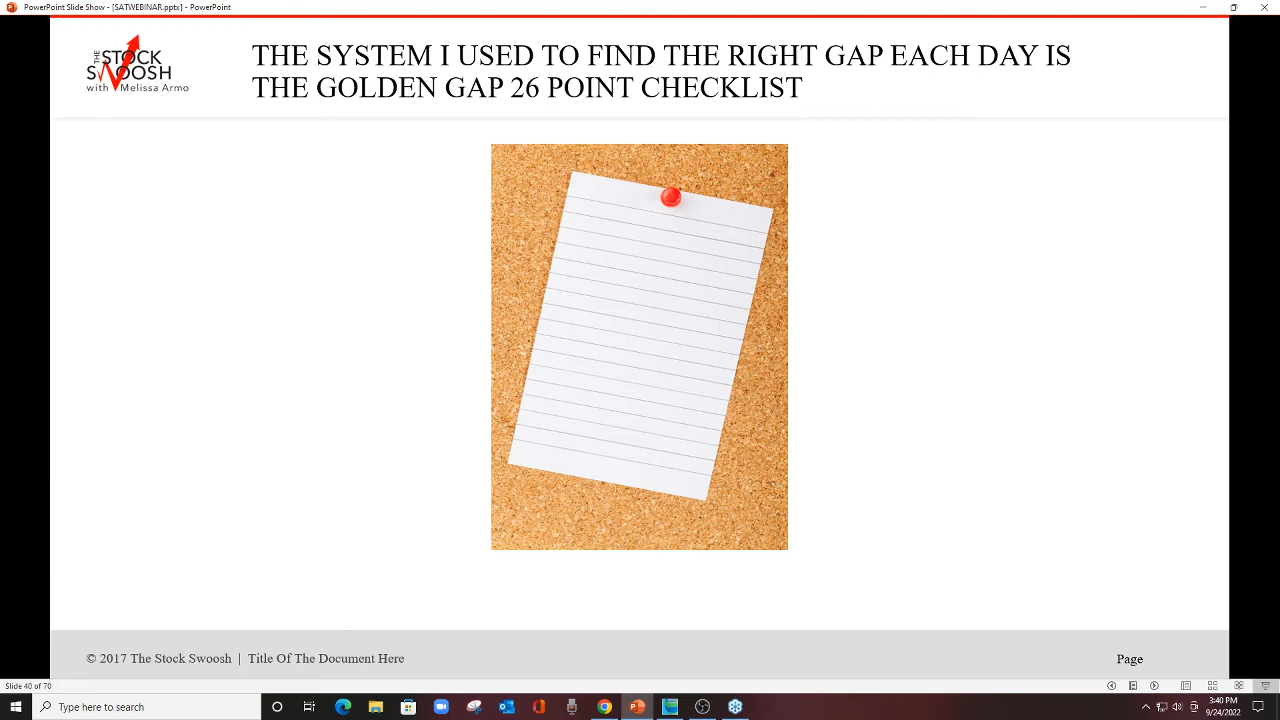 PowerPoint Slide Show - [SATWEBINAR.pptx] - PowerPoint
THE STOCK
SWOOSH
with Melissa Armo
THE SYSTEM I USED TO FIND THE RIGHT GAP EACH DAY IS
THE GOLDEN GAP 26 POINT CHECKLIST
© 2017 The Stock Swoosh | Title Of The Document Here
Page
Slide 40 of 70
Type here to search
3:40 PM
9/24/2022